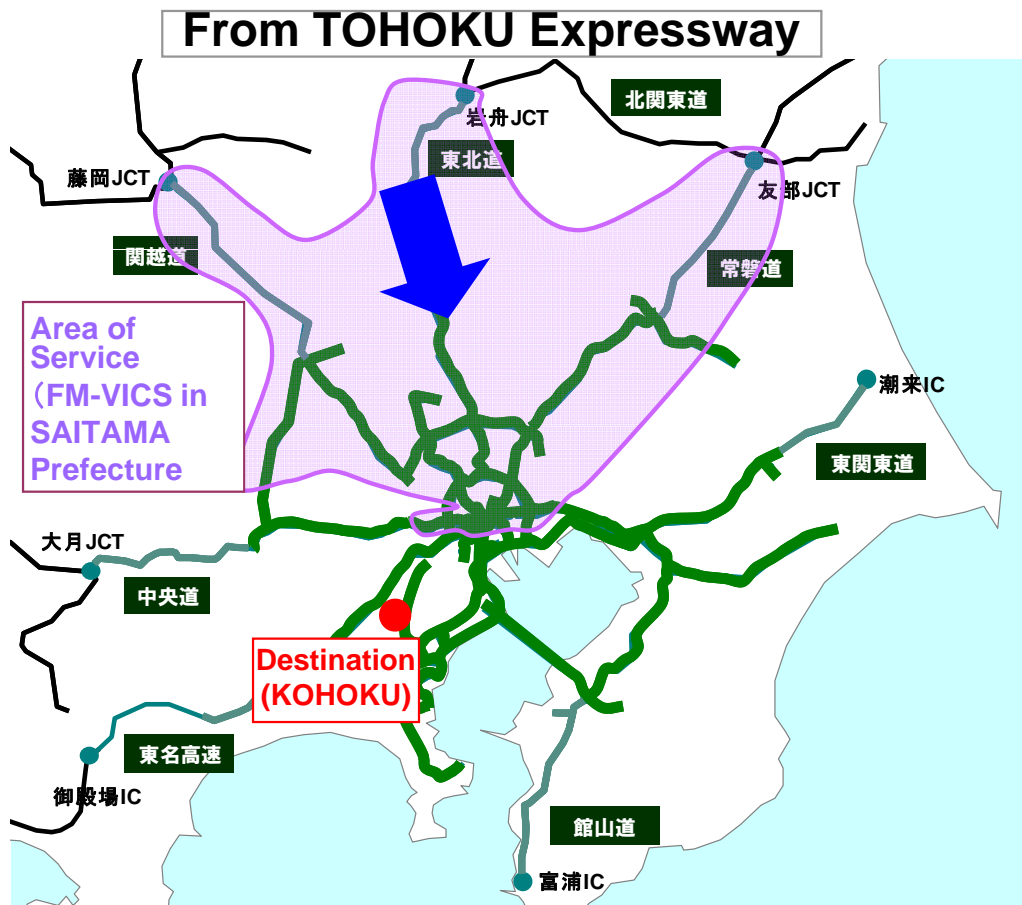 From TOHOKU Expressway
北関東道
岩舟JCT
東北道
藤岡JCT
友部JCT
関越道
常磐道
Area of
Service
（FM-VICS in
SAITAMA
Prefecture
潮来IC
東関東道
大月JCT
中央道
Destination
(KOHOKU)
東名高速
御殿場IC
館山道
富浦IC